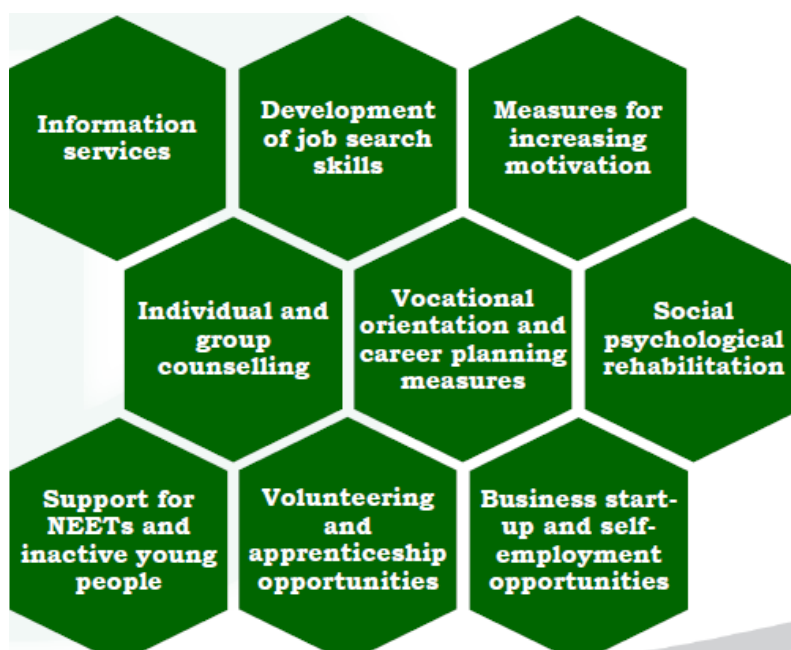 Information
services
Development
of job search
skills
Measures for
increasing
motivation
Individual and
group
counselling
Vocational
orientation and
career planning
measures
Social
psychological
rehabilitation
Support for
NEETs and
inactive young
people
Volunteering
and
apprenticeship
opportunities
Business start-
up and self-
employment
opportunities